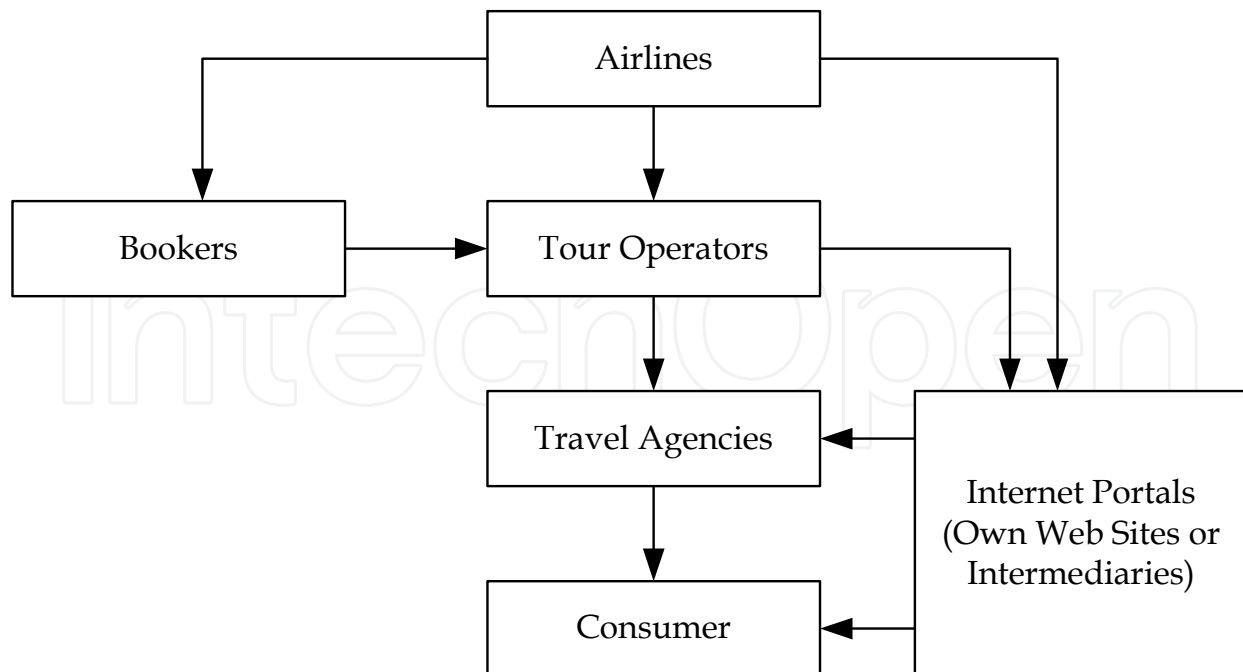 Airlines
Bookers
Tour Operators
IntechOpen
Travel Agencies
Internet Portals
(Own Web Sites or
Intermediaries)
Consumer